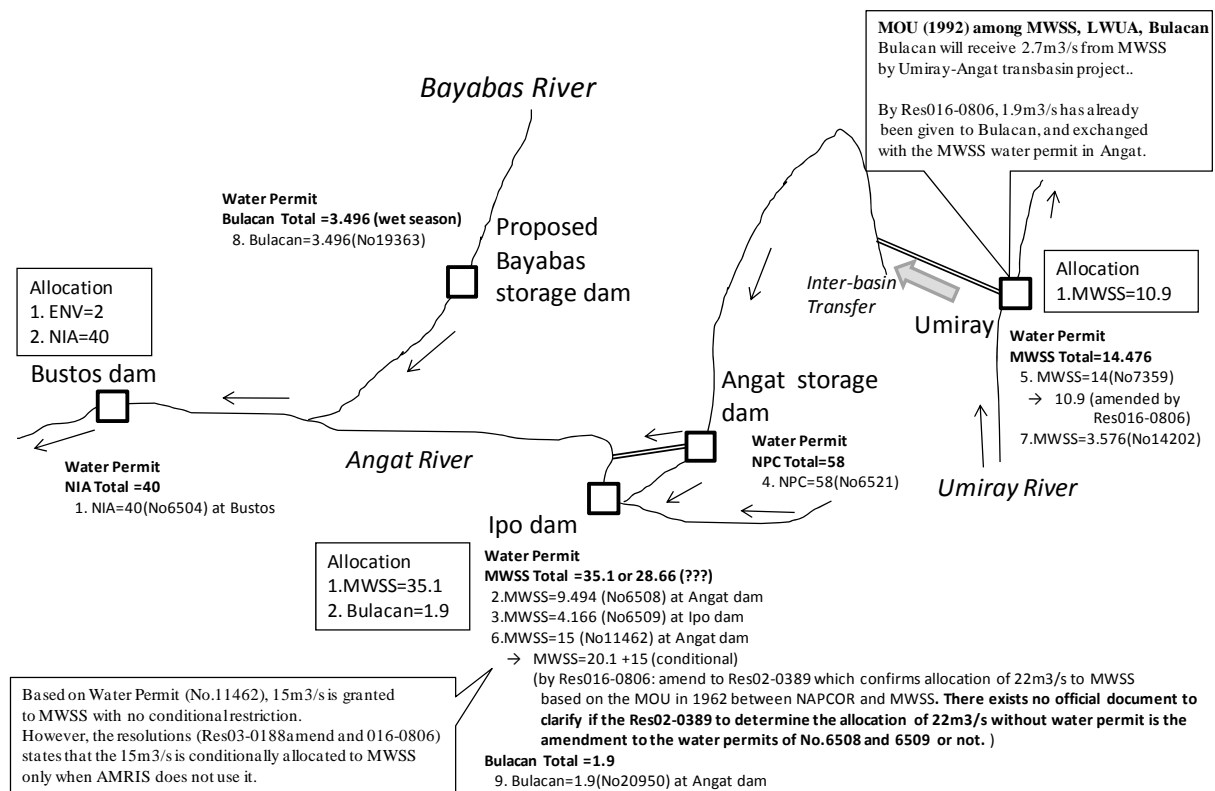 MOU (1992) among MWSS, LWUA, Bulacan
Bulacan will receive 2.7m3/s from MWSS
by Umiray-Angat transbasin project..
By Res016-0806, 1.9m3/s has already
been given to Bulacan, and exchanged
with the MWSS water permit in Angat.
Bayabas River
Water Permit
Bulacan Total =3.496 (wet season)
8. Bulacan=3.496(No19363)
Proposed
Bayabas
storage dam
Allocation
1. ENV=2
2. NIA=40
Bustos dam
Inter-basin
Transfer
Umiray
Allocation
1.MWSS=10.9
Water Permit
MWSS Total=14.476
5. MWSS=14(No7359)
→ 10.9 (amended by
Res016-0806)
7.MWSS=3.576(No14202)
Angat storage
dam
Water Permit
NPC Total=58
4. NPC=58(No6521)
Angat River
Umiray River
Water Permit
NIA Total =40
1. NIA=40(No6504) at Bustos
Ipo dam
Allocation
1.MWSS=35.1
2. Bulacan=1.9
Water Permit
MWSS Total =35.1 or 28.66 (???)
2.MWSS=9.494 (No6508) at Angat dam
3.MWSS=4.166 (No6509) at Ipo dam
6.MWSS=15 (No11462) at Angat dam
→ MWSS=20.1 +15 (conditional)
(by Res016-0806: amend to Res02-0389 which confirms allocation of 22m3/s to MWSS
based on the MOU in 1962 between NAPCOR and MWSS. There exists no official document to
clarify if the Res02-0389 to determine the allocation of 22m3/s without water permit is the
amendment to the water permits of No.6508 and 6509 or not. )
Bulacan Total =1.9
9. Bulacan=1.9(No20950) at Angat dam
Based on Water Permit (No.11462), 15m3/s is granted
to MWSS with no conditional restriction.
However, the resolutions (Res03-0188amend and 016-0806)
states that the 15m3/s is conditionally allocated to MWSS
only when AMRIS does not use it.